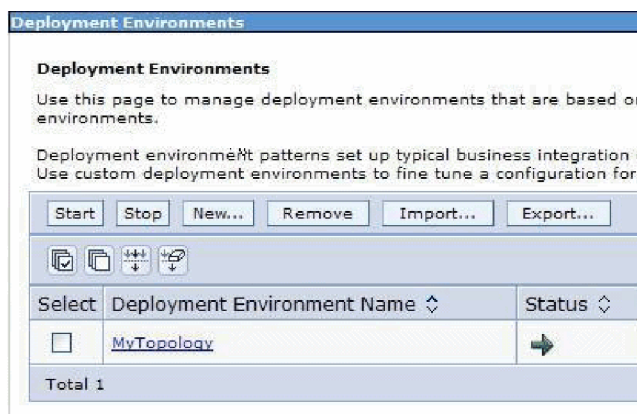 Deployment Environments
Deployment Environments
Use this page to manage deployment environments that are based
environments.
Deployment environment patterns set up typical business integration
Use custom deployment environments to fine tune a configuration for
Start Stop New... Remove Import... Export...
Select Deployment Environment Name Status
MyTopology
Total 1